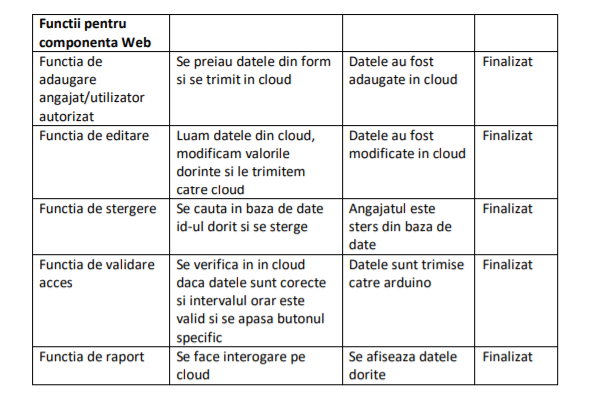 Functii pentru
componenta Web
Functia de
adaugare
angajat/utilizator
autorizat
Se preiau datele din form
si se trimit in cloud
Datele au fost
adaugate in cloud
Finalizat
Functia de editare
Luam datele din cloud,
modificam valorile
dorinte si le trimitem
catre cloud
Datele au fost
modificate in cloud
Finalizat
Functia de stergere
Se cauta in baza de date
id-ul dorit si se sterge
Angajatul este
sters din baza de
date
Finalizat
Functia de validare
acces
Se verifica in in cloud
daca datele sunt corecte
si intervalul orar este
valid si se apasa butonul
specific
Datele sunt trimise
catre arduino
Finalizat
Functia de raport
Se face interogare pe
cloud
Se afiseaza datele
dorite
Finalizat